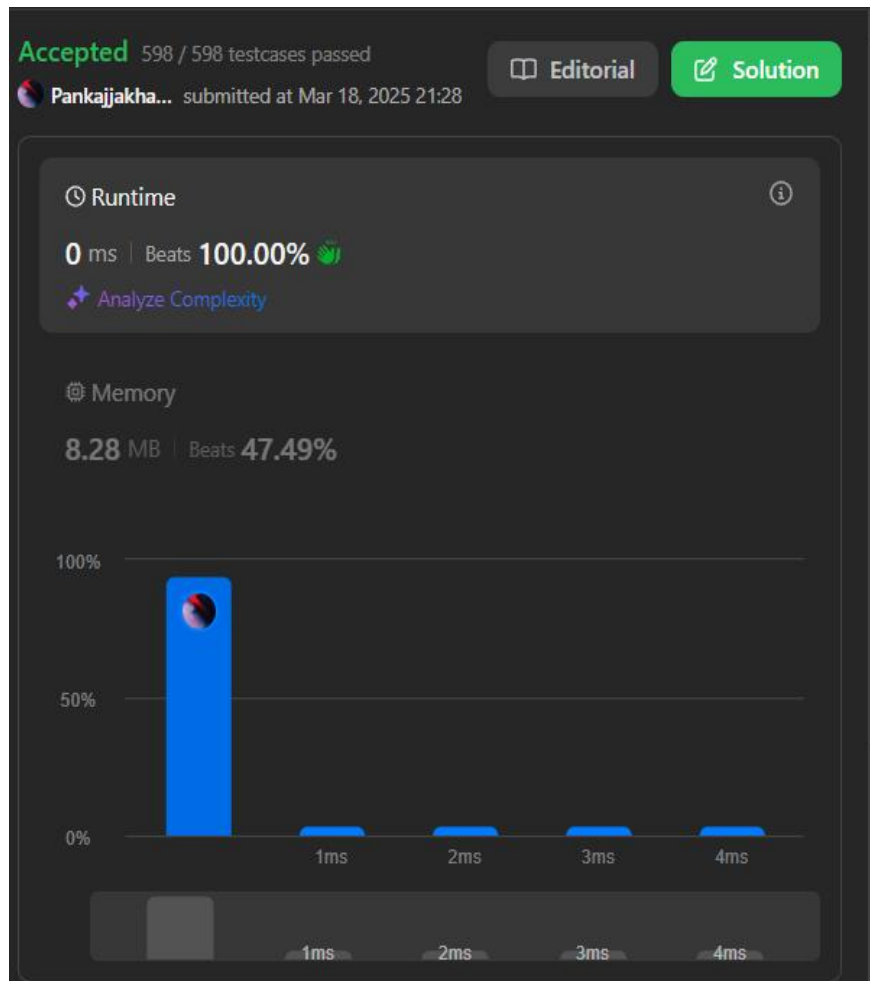 Accepted 598 / 598 testcases passed
Editorial
Solution
Pankajjakha... submitted at Mar 18, 2025 21:28
Runtime
0 ms Beats 100.00%
Analyze Complexity
Memory
8.28 MB Beats 47.49%
100%
50%
0%
1ms 2ms 3ms 4ms
1ms 2ms 3ms 4ms